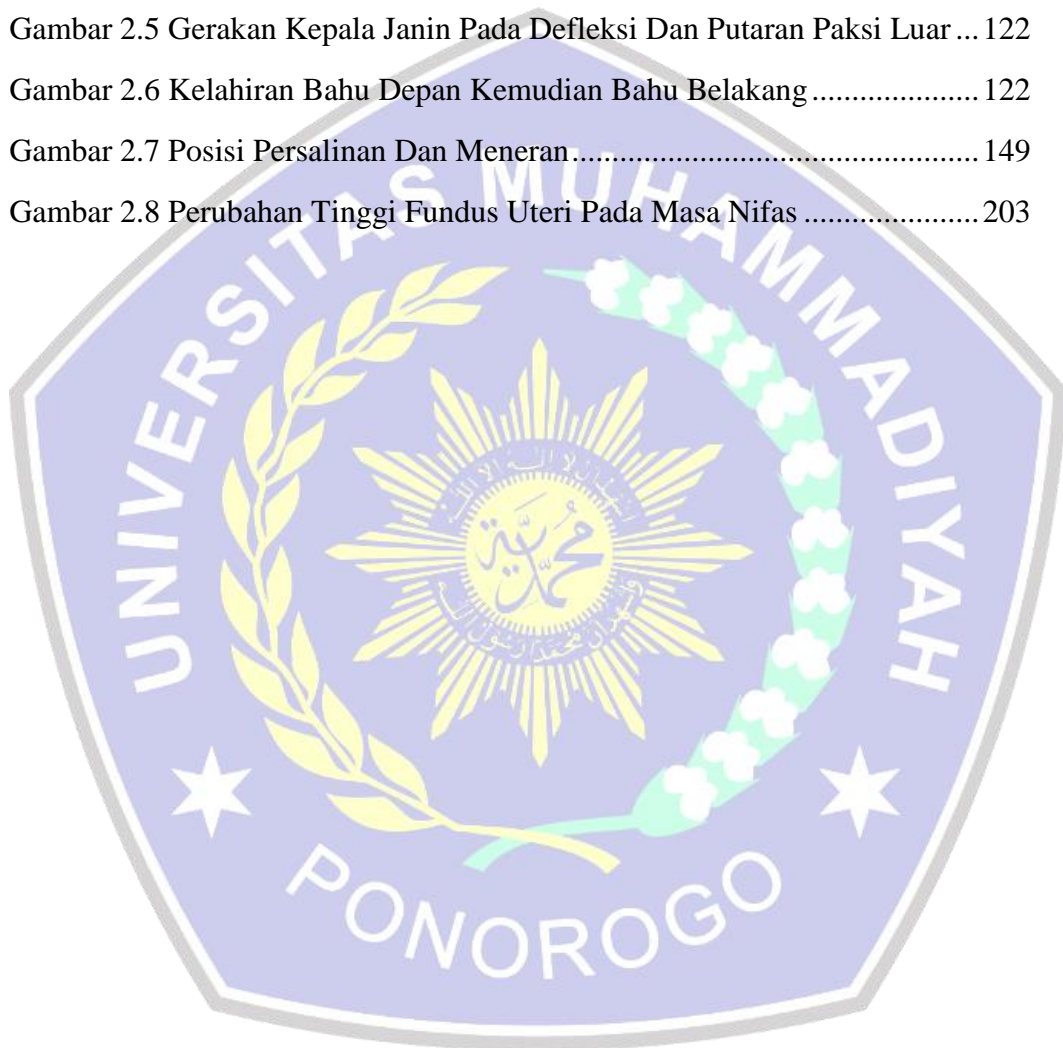 Gambar 2.5 Gerakan Kepala Janin Pada Defleksi Dan Putaran Paksi Luar ... 122
Gambar 2.6 Kelahiran Bahu Depan Kemudian Bahu Belakang ..................... 122
Gambar 2.7 Posisi Persalinan Dan Meneran ................................................ 149
Gambar 2.8 Perubahan Tinggi Fundus Uteri Pada Masa Nifas ...................... 203
UNIVERSITAS MUHAMMADIYAH
محمدية
PONOROGO